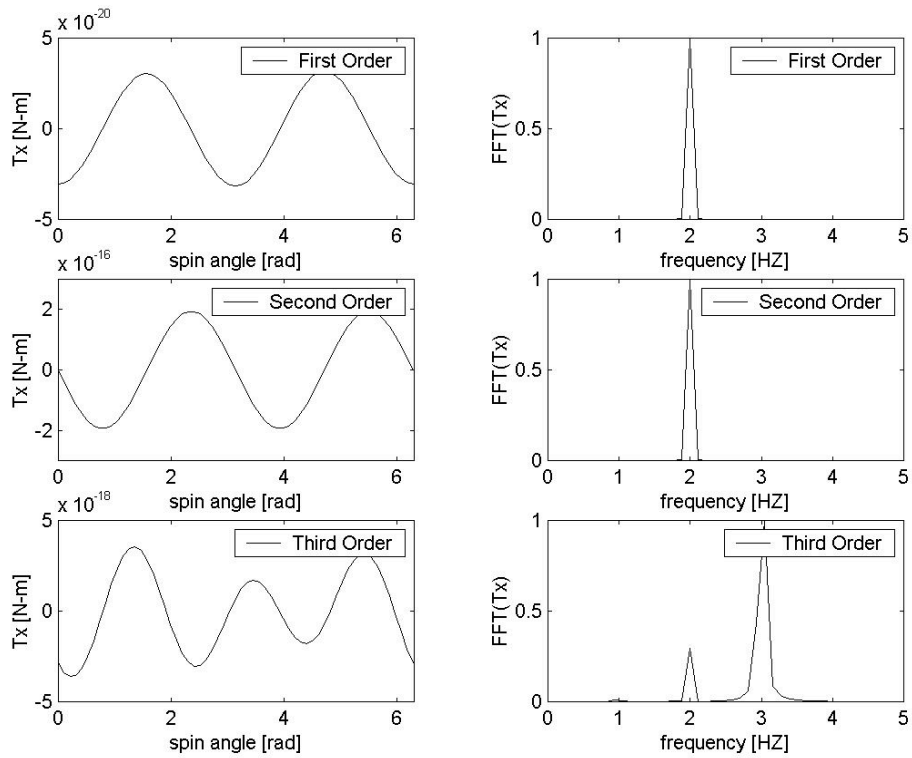 x 10-20
5
0
-5
Tx [N-m]
First Order
0 2 4 6
spin angle [rad]
1
0.5
0
FFT(Tx)
First Order
0 1 2 3 4 5
frequency [HZ]
x 10-16
2
0
-2
Tx [N-m]
Second Order
0 2 4 6
spin angle [rad]
1
0.5
0
FFT(Tx)
Second Order
0 1 2 3 4 5
frequency [HZ]
x 10-18
5
0
-5
Tx [N-m]
Third Order
0 2 4 6
spin angle [rad]
1
0.5
0
FFT(Tx)
Third Order
0 1 2 3 4 5
frequency [HZ]